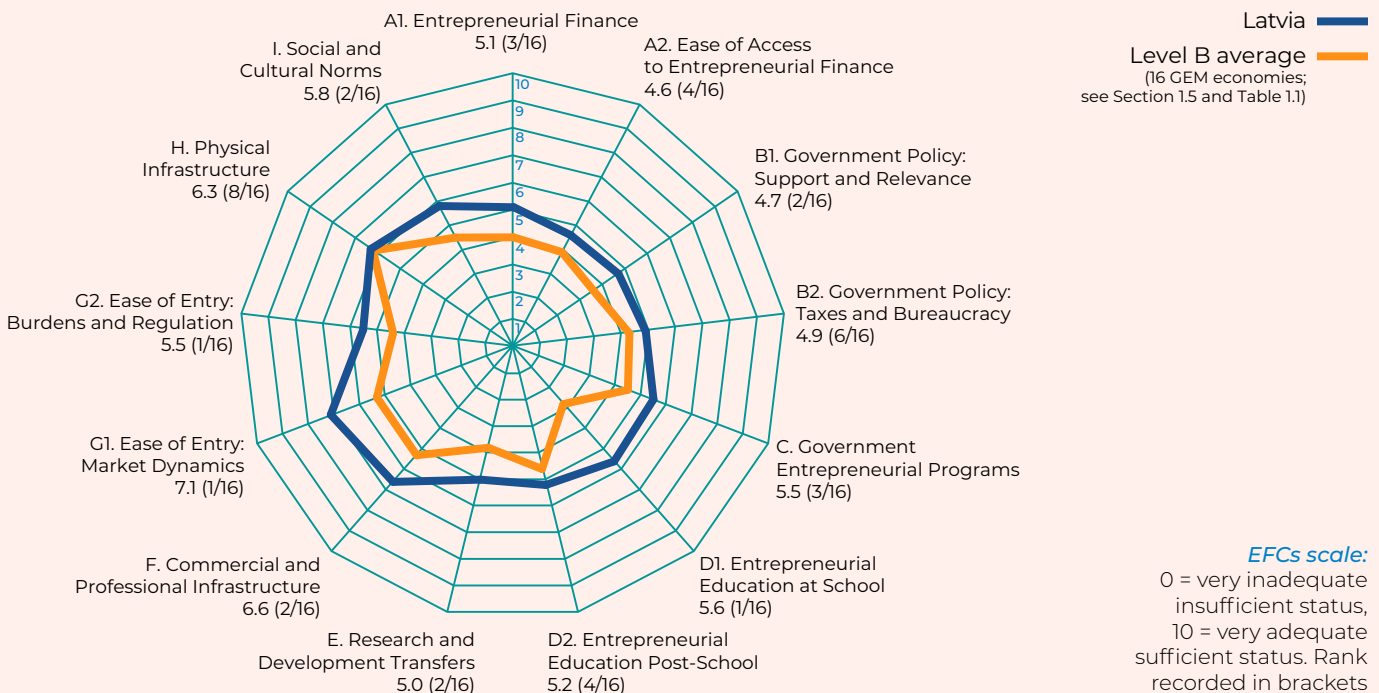 A1. Entrepreneurial Finance
5.1 (3/16)
A2. Ease of Access
to Entrepreneurial Finance
4.6 (4/16)
B1. Government Policy:
Support and Relevance
4.7 (2/16)
B2. Government Policy:
Taxes and Bureaucracy
4.9 (6/16)
C. Government
Entrepreneurial Programs
5.5 (3/16)
D1. Entrepreneurial
Education at School
5.6 (1/16)
D2. Entrepreneurial
Education Post-School
5.2 (4/16)
E. Research and
Development Transfers
5.0 (2/16)
F. Commercial and
Professional Infrastructure
6.6 (2/16)
G1. Ease of Entry:
Market Dynamics
7.1 (1/16)
G2. Ease of Entry:
Burdens and Regulation
5.5 (1/16)
H. Physical
Infrastructure
6.3 (8/16)
I. Social and
Cultural Norms
5.8 (2/16)
10
9
8
7
6
5
4
3
2
1
Latvia
Level B average
(16 GEM economies;
see Section 1.5 and Table 1.1)
EFCs scale:
0 = very inadequate
insufficient status,
10 = very adequate
sufficient status. Rank
recorded in brackets